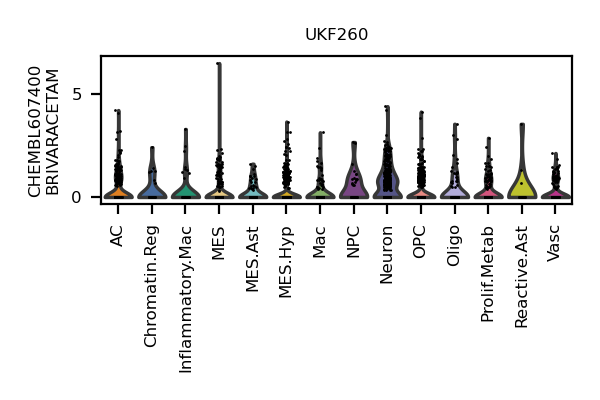 UKF260
CHEMBL607400
BRIVARACETAM
5
0
AC
Chromatin.Reg
Inflammatory.Mac
MES
MES.Ast
MES.Hyp
Mac
NPC
Neuron
OPC
Oligo
Prolif.Metab
Reactive.Ast
Vasc